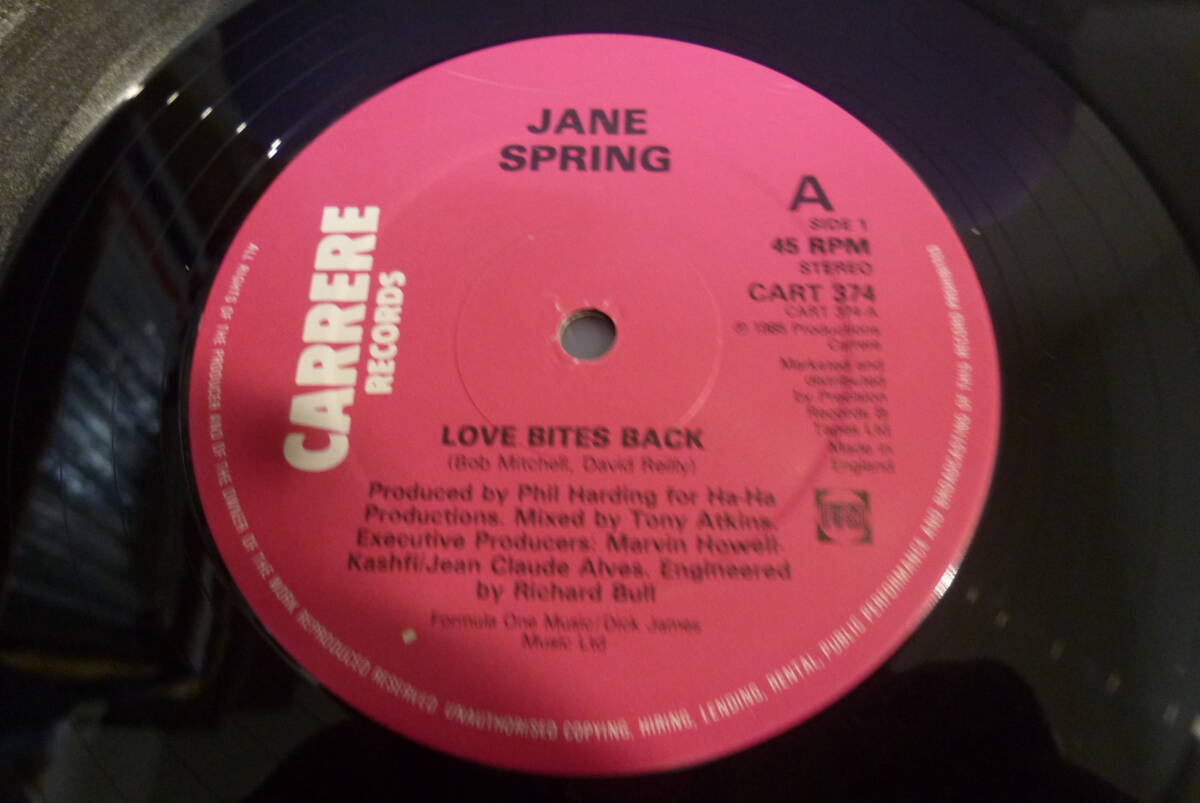 JANE
SPRING
CARRERE
RECORDS
A
SIDE 1
45 RPM
STEREO
CART 374
CART 374-A
℗ 1985 Productions
Carrere
Marketed and
distributed
by Precision
Records &
Tapes Ltd
Made in
England
LOVE BITES BACK
(Bob Mitchell, David Reilly)
Produced by Phil Harding for Ha-Ha
Productions. Mixed by Tony Atkins.
Executive Producers: Marvin Howell-
Kashfi/Jean Claude Alves. Engineered
by Richard Bull
Formula One Music/Dick James
Music Ltd
ALL RIGHTS OF THE PRODUCER AND OF THE OWNER OF THE WORK REPRODUCED RESERVED. UNAUTHORISED COPYING, HIRING, LENDING, RENTAL, PUBLIC PERFORMANCE AND BROADCASTING OF THIS RECORD PROHIBITED